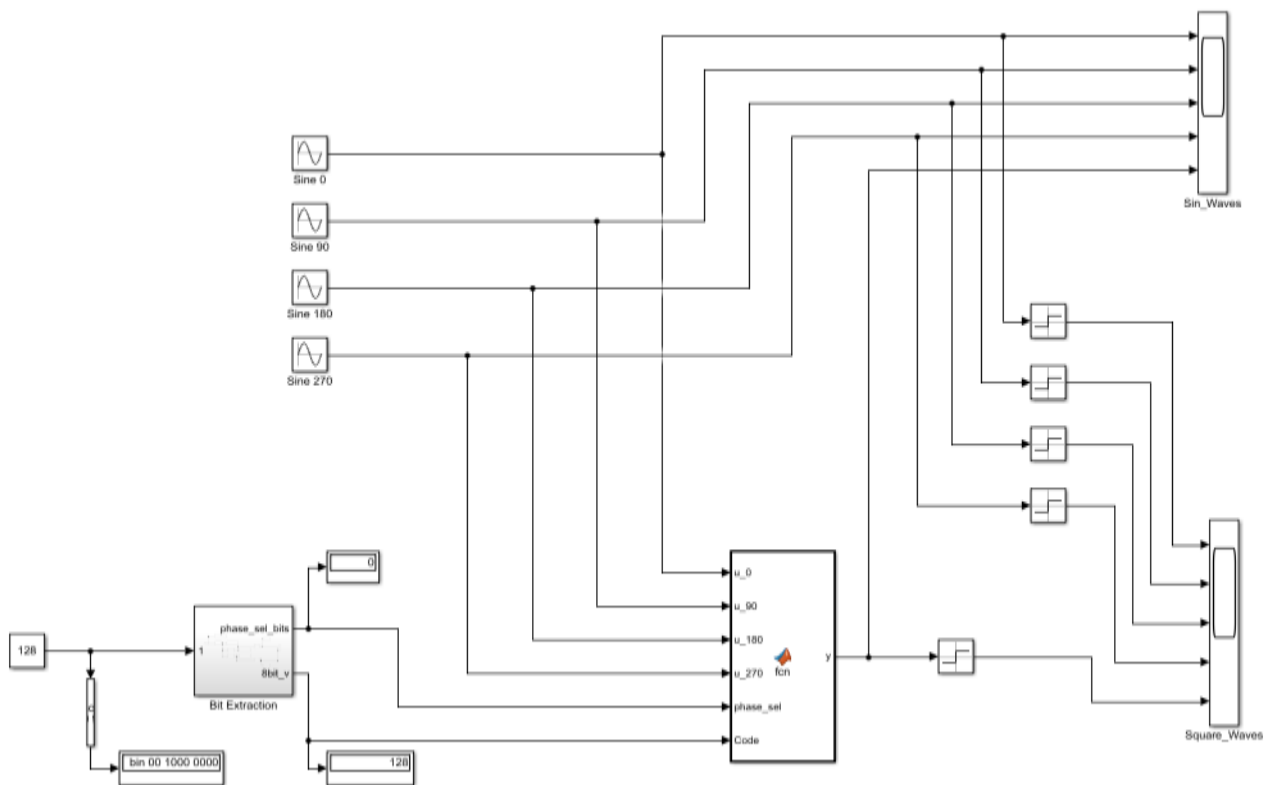 Sin_Waves
Sine 0
Sine 90
Sine 180
Sine 270
0
u_0
u_90
128
phase_sel_bits
1
8bit_v
Bit Extraction
u_180
y
fcn
u_270
phase_sel
Code
bin 00 1000 0000
128
Square_Waves